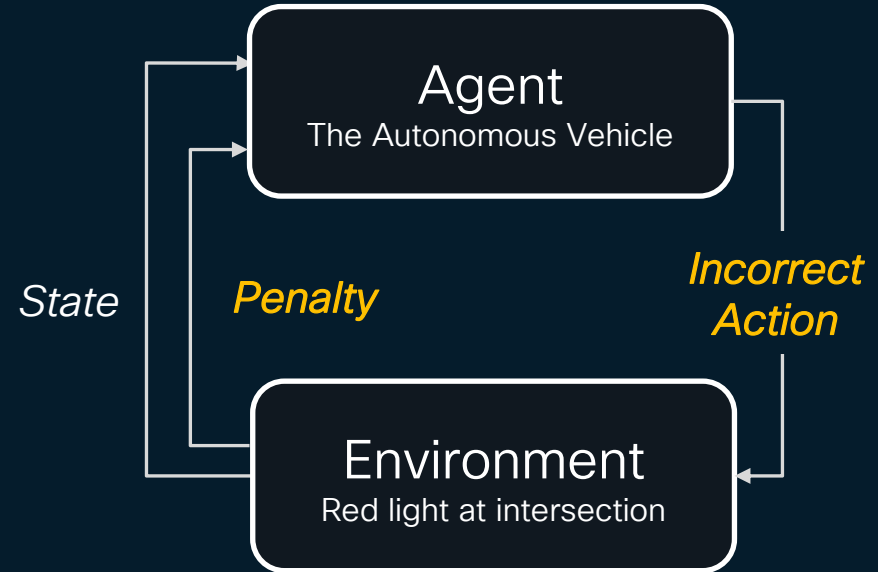 Agent
The Autonomous Vehicle
State
Penalty
Incorrect
Action
Environment
Red light at intersection